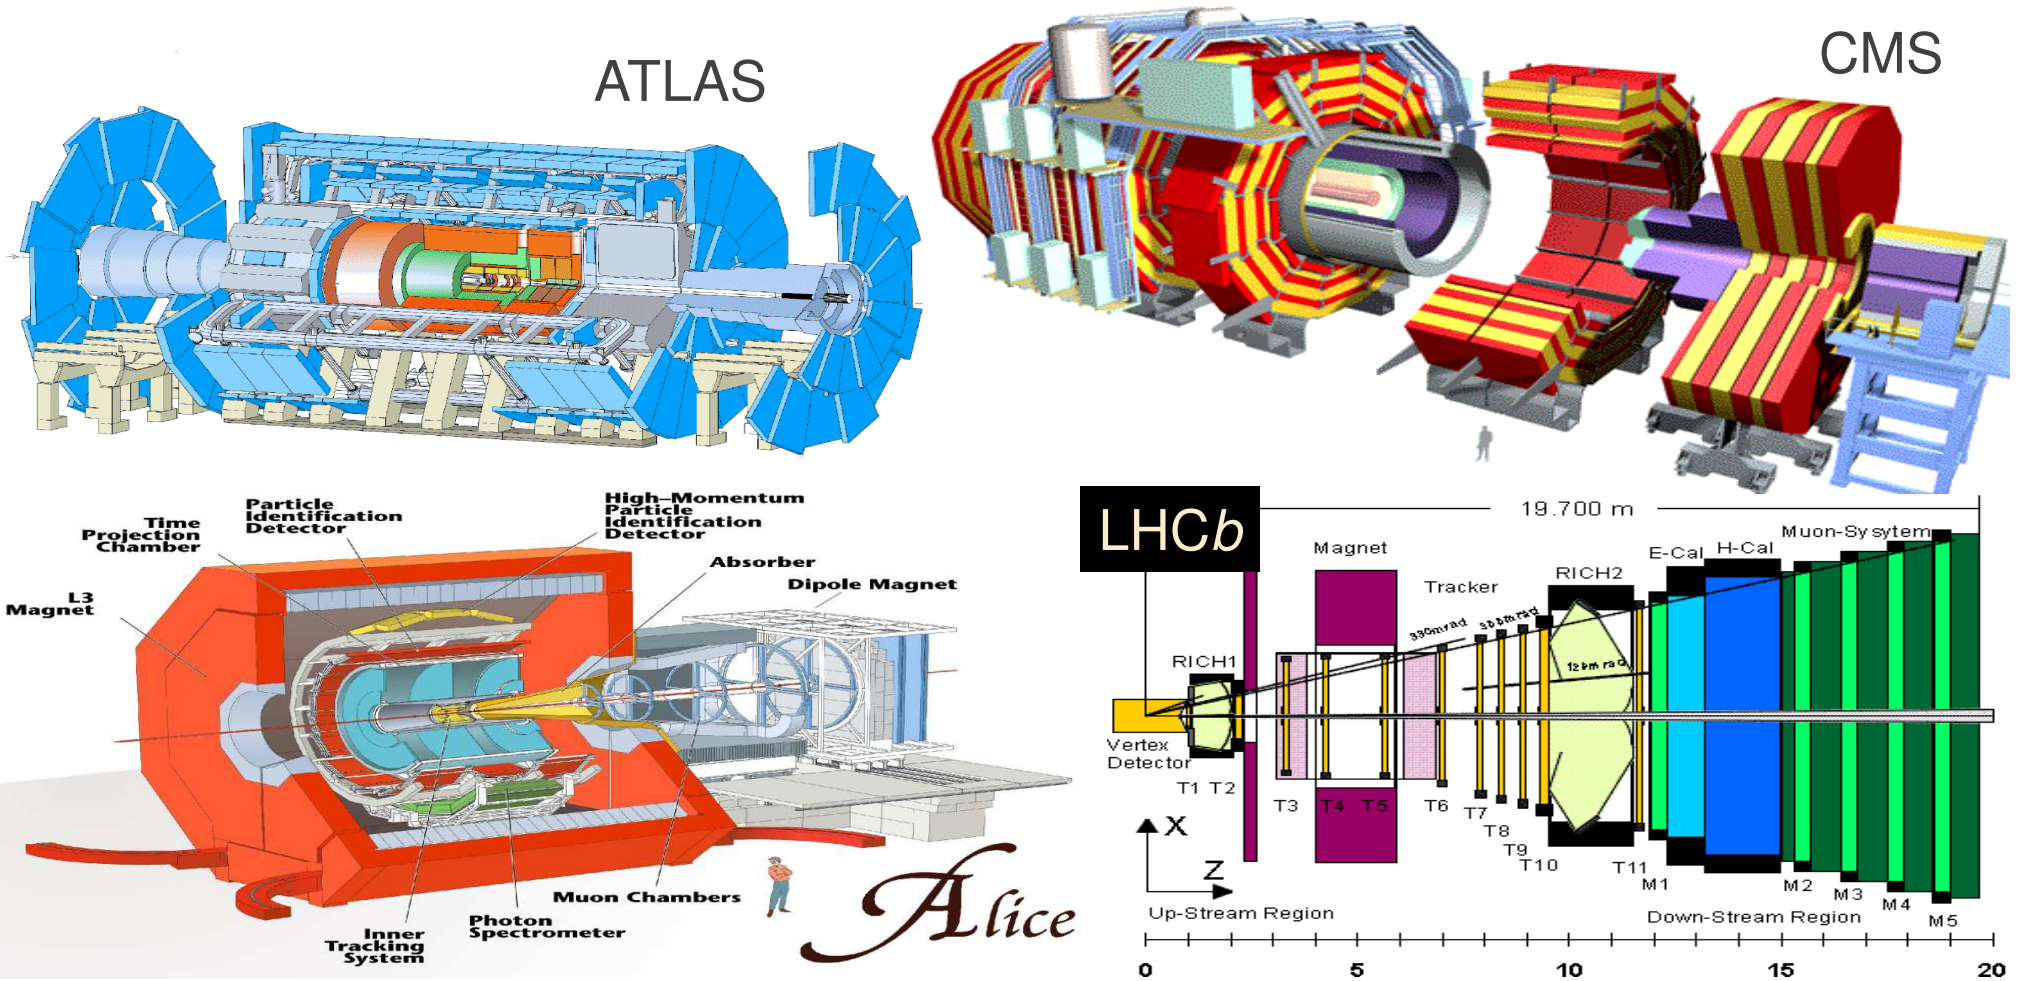 ATLAS
CMS
Particle
Identification
Detector
High–Momentum
Particle
Identification
Detector
Time
Projection
Chamber
Absorber
Dipole Magnet
L3
Magnet
Muon Chambers
Photon
Spectrometer
Inner
Tracking
System
Alice
LHCb
19.700 m
Muon-Sysytem
Magnet
E-Cal
H-Cal
Tracker
RICH2
330mrad
RICH1
Vertex
Detector
T1
T2
T3
T4
T5
T6
T7
T8
T9
T10
T11
M1
M2
M3
M4
M5
X
Z
Up-Stream Region
Down-Stream Region
0
5
10
15
20